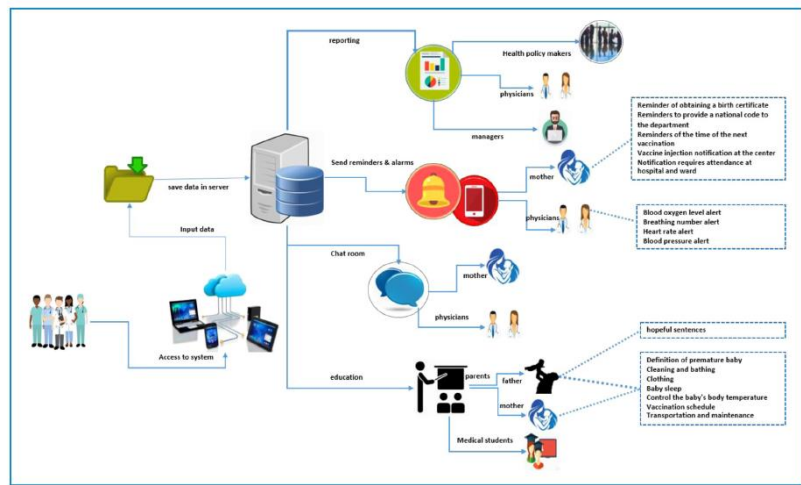 reporting
Health policy makers
physicians
managers
Send reminders & alarms
mother
physicians
Reminder of obtaining a birth certificate
Reminders to provide a national code to
the department
Reminders of the time of the next
vaccination
Vaccine injection notification at the center
Notification requires attendance at
hospital and ward
Blood oxygen level alert
Breathing number alert
Heart rate alert
Blood pressure alert
save data in server
Input data
Access to system
Chat room
mother
physicians
education
parents
father
mother
Medical students
hopeful sentences
Definition of premature baby
Cleaning and bathing
Clothing
Baby sleep
Control the baby's body temperature
Vaccination schedule
Transportation and maintenance